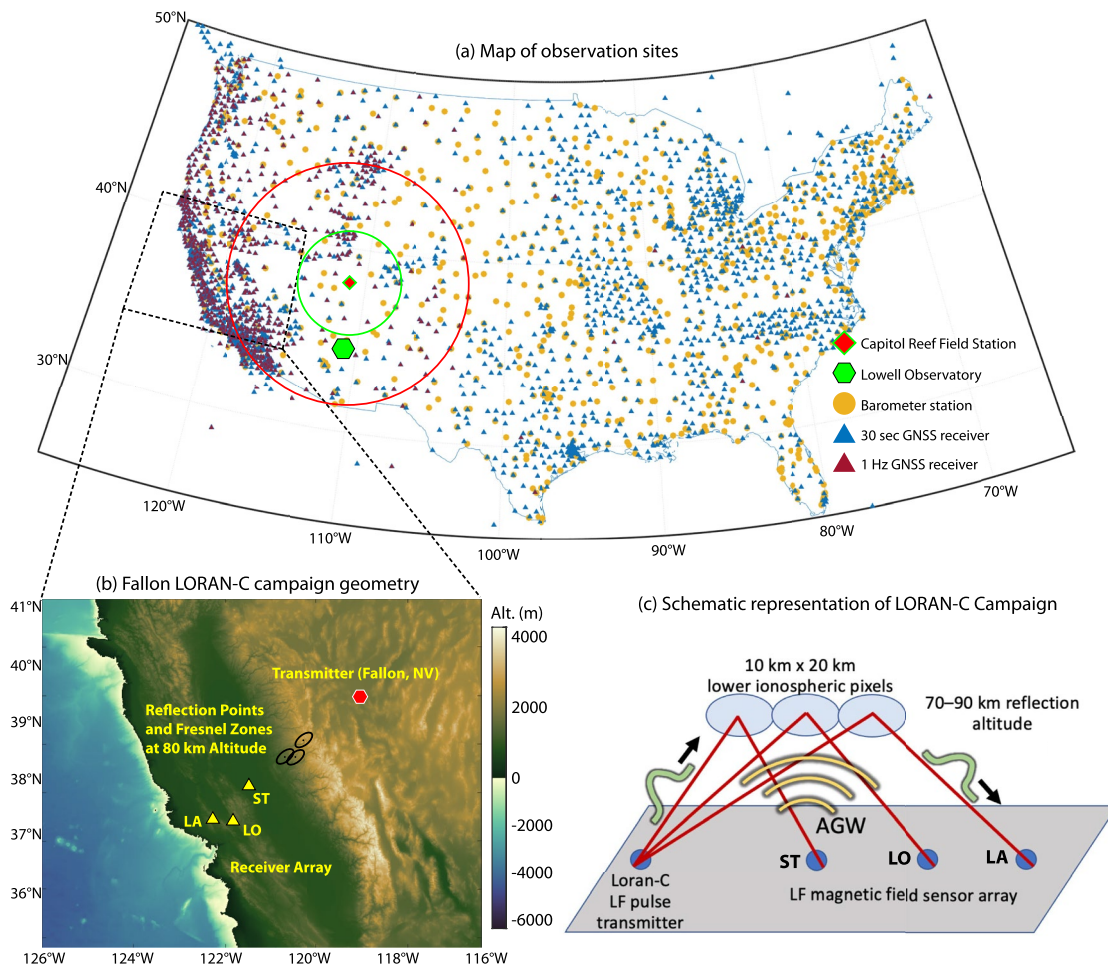 50°N
(a) Map of observation sites
40°N
30°N
Capitol Reef Field Station
Lowell Observatory
Barometer station
30 sec GNSS receiver
1 Hz GNSS receiver
120°W
110°W
100°W
90°W
80°W
70°W
(b) Fallon LORAN-C campaign geometry
41°N
40°N
39°N
38°N
37°N
36°N
Transmitter (Fallon, NV)
Reflection Points
and Fresnel Zones
at 80 km Altitude
ST
LA
LO
Receiver Array
126°W
124°W
122°W
120°W
118°W
116°W
Alt. (m)
4000
2000
0
-2000
-4000
-6000
(c) Schematic representation of LORAN-C Campaign
10 km x 20 km
lower ionospheric pixels
70–90 km reflection
altitude
AGW
ST
LO
LA
Loran-C
LF pulse
transmitter
LF magnetic field sensor array